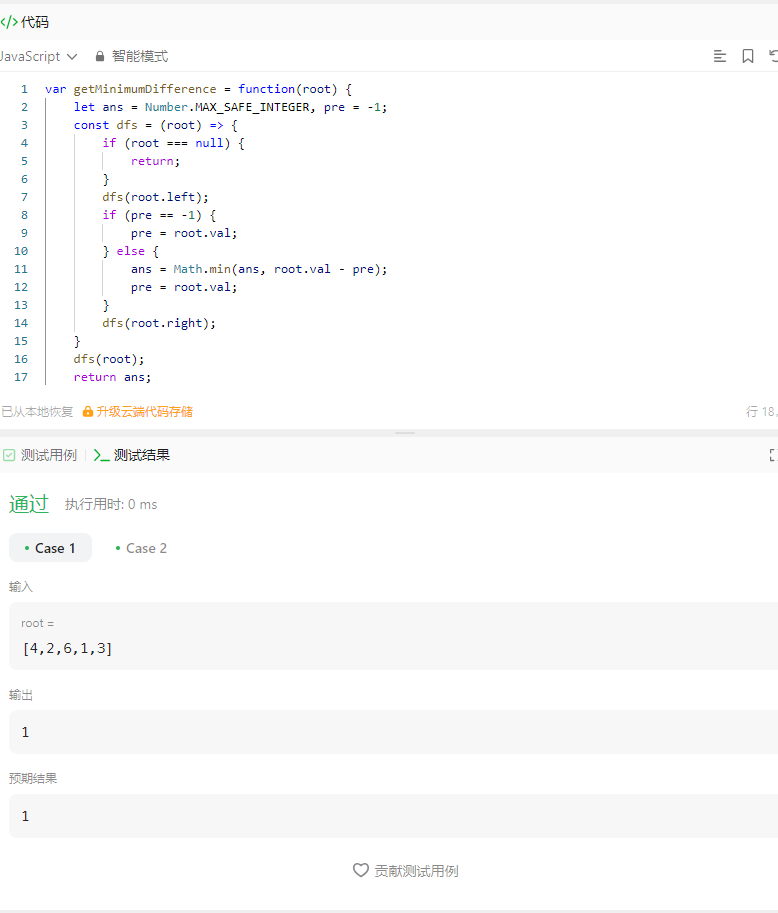 </> 代码
JavaScript 智能模式
1 var getMinimumDifference = function(root) {
2     let ans = Number.MAX_SAFE_INTEGER, pre = -1;
3     const dfs = (root) => {
4         if (root === null) {
5             return;
6         }
7         dfs(root.left);
8         if (pre == -1) {
9             pre = root.val;
10         } else {
11             ans = Math.min(ans, root.val - pre);
12             pre = root.val;
13         }
14         dfs(root.right);
15     }
16     dfs(root);
17     return ans;
已从本地恢复 升级云端代码存储 行 18,
测试用例 测试结果
通过 执行用时: 0 ms
• Case 1 • Case 2
输入
root =
[4,2,6,1,3]
输出
1
预期结果
1
贡献测试用例